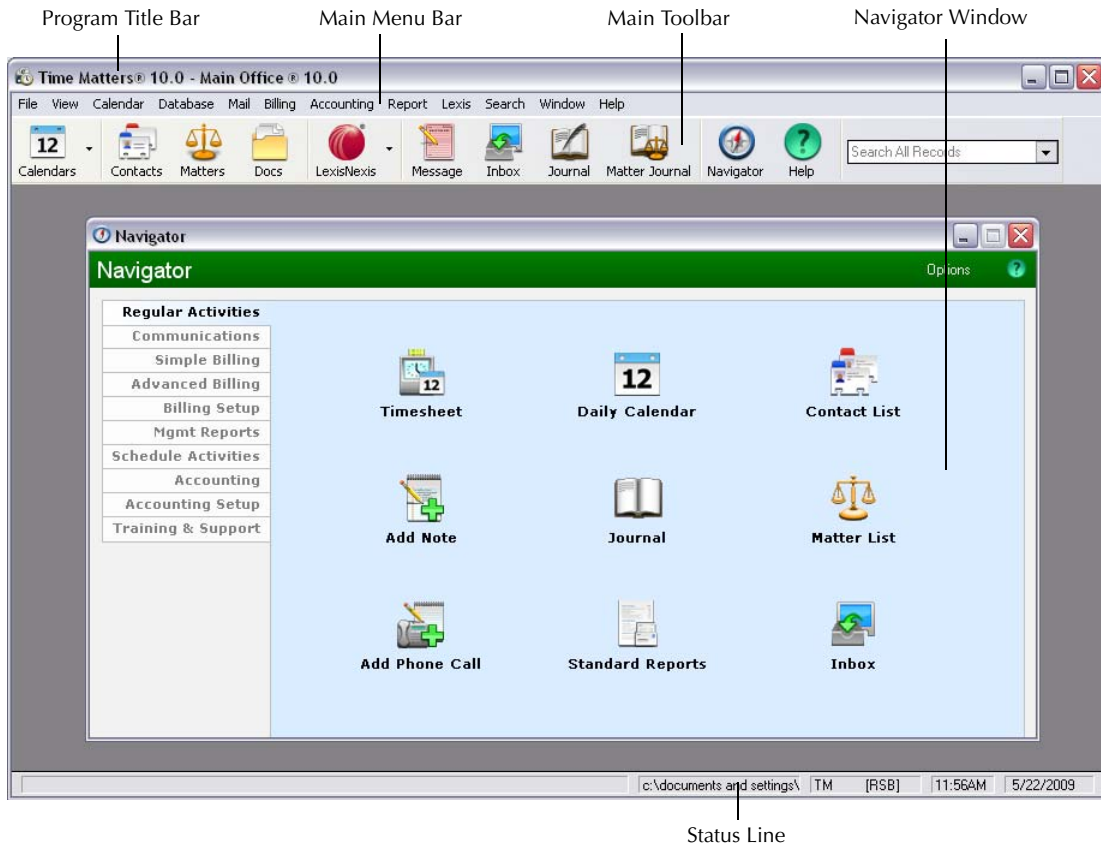 Program Title Bar Main Menu Bar Main Toolbar Navigator Window
Time Matters® 10.0 - Main Office ® 10.0
File View Calendar Database Mail Billing Accounting Report Lexis Search Window Help
12
Calendars Contacts Matters Docs LexisNexis Message Inbox Journal Matter Journal Navigator Help Search All Records
Navigator
Navigator Options ?
Regular Activities
Communications
Simple Billing
Advanced Billing
Billing Setup
Mgmt Reports
Schedule Activities
Accounting
Accounting Setup
Training & Support
12 12
Timesheet Daily Calendar Contact List
Add Note Journal Matter List
Add Phone Call Standard Reports Inbox
c:\documents and settings\ TM [RSB] 11:56AM 5/22/2009
Status Line